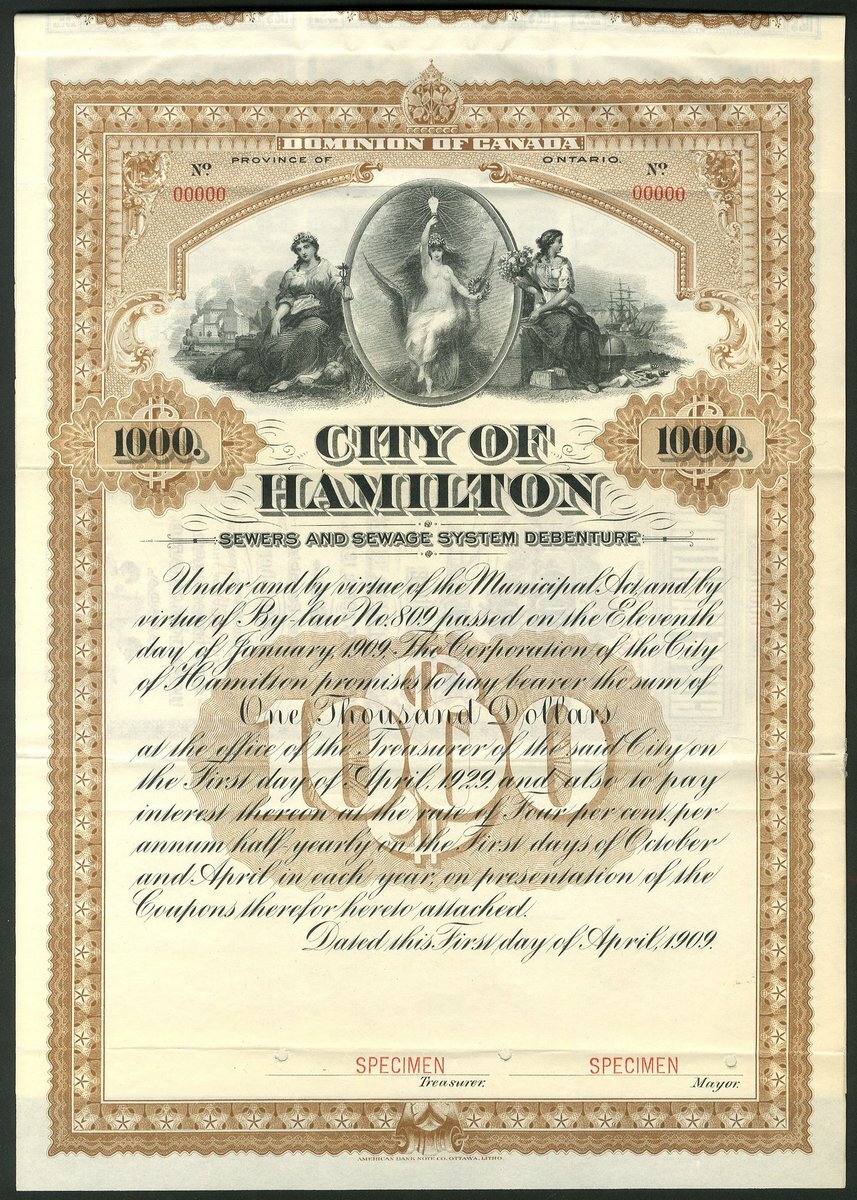 DOMINION OF CANADA
PROVINCE OF ONTARIO.
No 00000
No 00000
1000.
1000.
CITY OF
HAMILTON
SEWERS AND SEWAGE SYSTEM DEBENTURE
Under and by virtue of the Municipal Act, and by
virtue of By-law No. 809 passed on the Eleventh
day of January, 1909. The Corporation of the City
of Hamilton promises to pay bearer the sum of
One Thousand Dollars
at the office of the Treasurer of the said City on
the First day of April, 1929, and also to pay
interest thereon at the rate of Four per cent. per
annum half yearly on the First days of October
and April in each year, on presentation of the
Coupons therefor hereto attached.
Dated this First day of April, 1909.
$1000
SPECIMEN
Treasurer.
SPECIMEN
Mayor.
AMERICAN BANK NOTE CO. OTTAWA, LITHO.